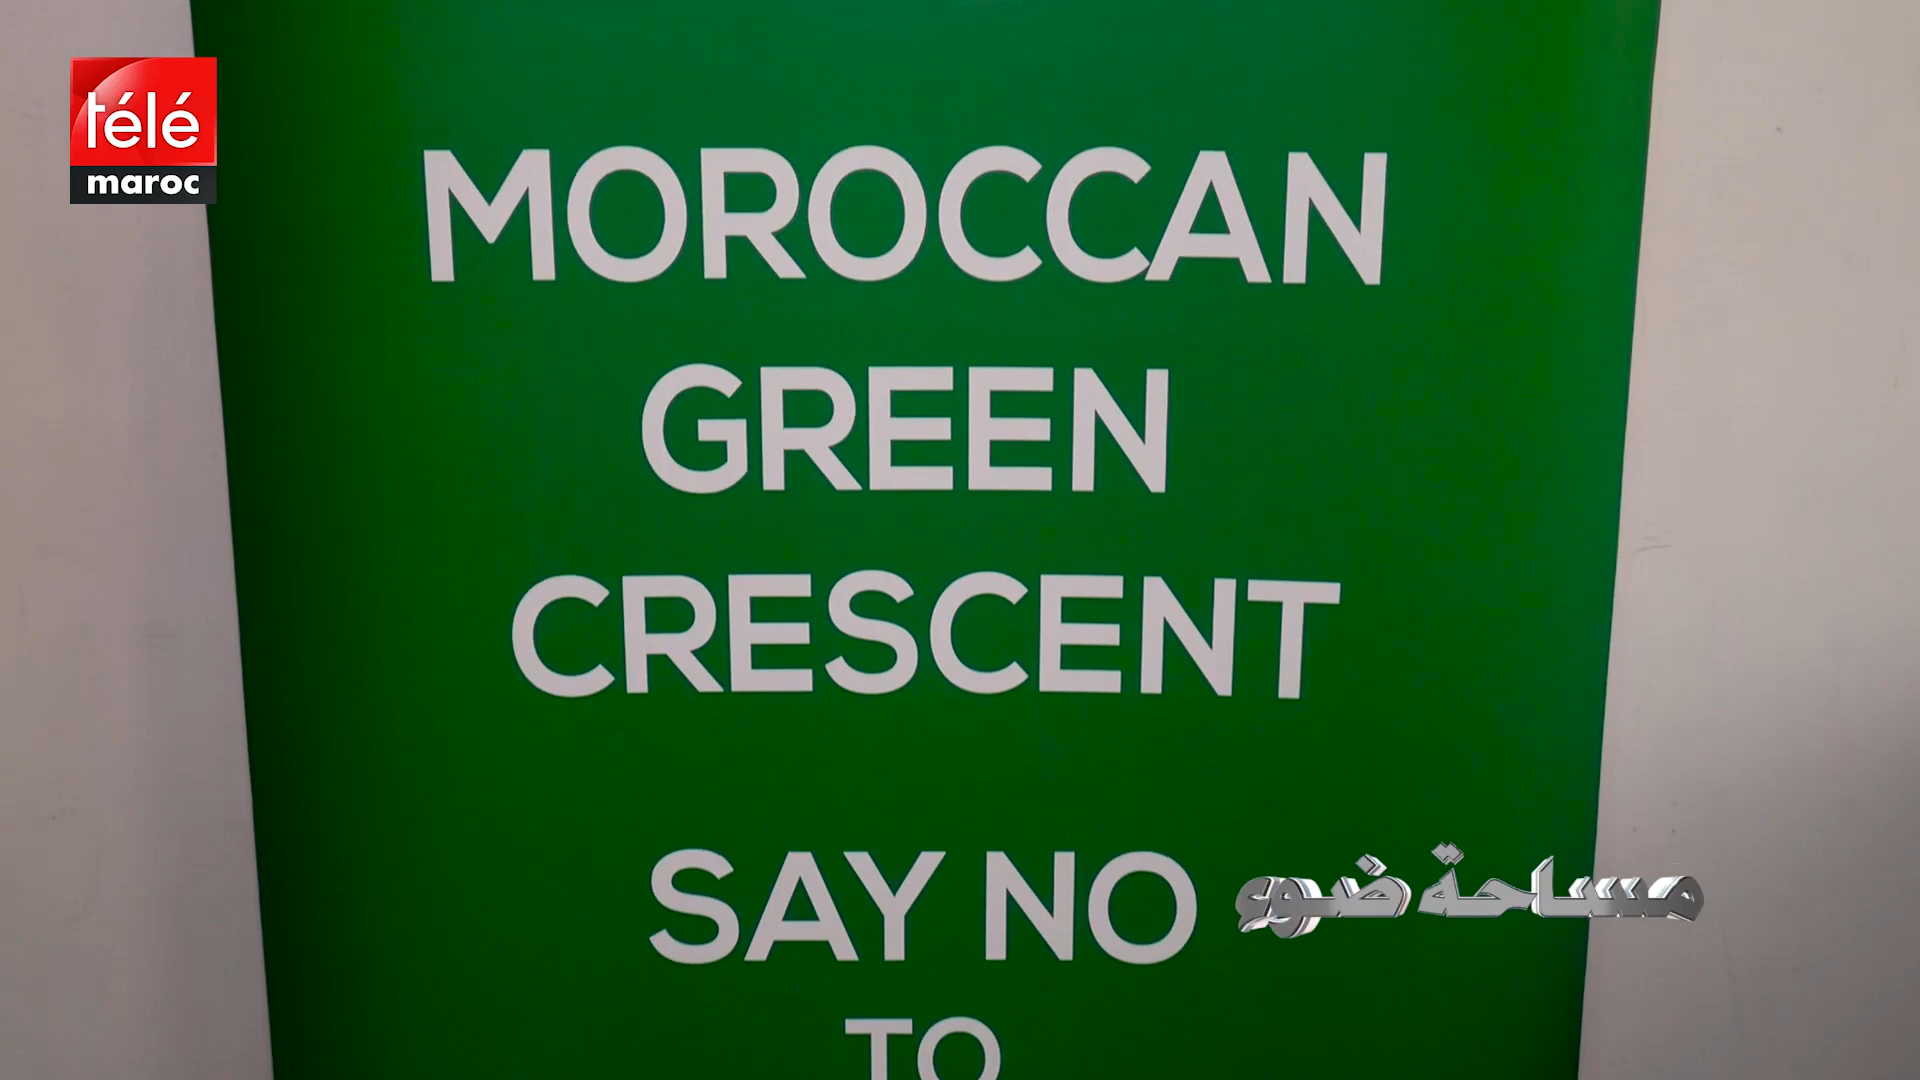 télé
maroc
MOROCCAN
GREEN
CRESCENT
SAY NO
مساحة ضوء
TO